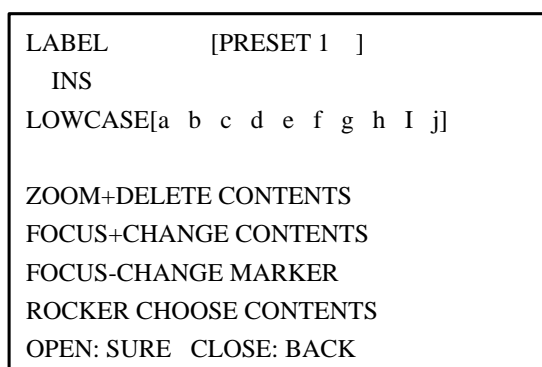 LABEL [PRESET 1 ]
INS
LOWCASE[a b c d e f g h I j]
ZOOM+DELETE CONTENTS
FOCUS+CHANGE CONTENTS
FOCUS-CHANGE MARKER
ROCKER CHOOSE CONTENTS
OPEN: SURE CLOSE: BACK